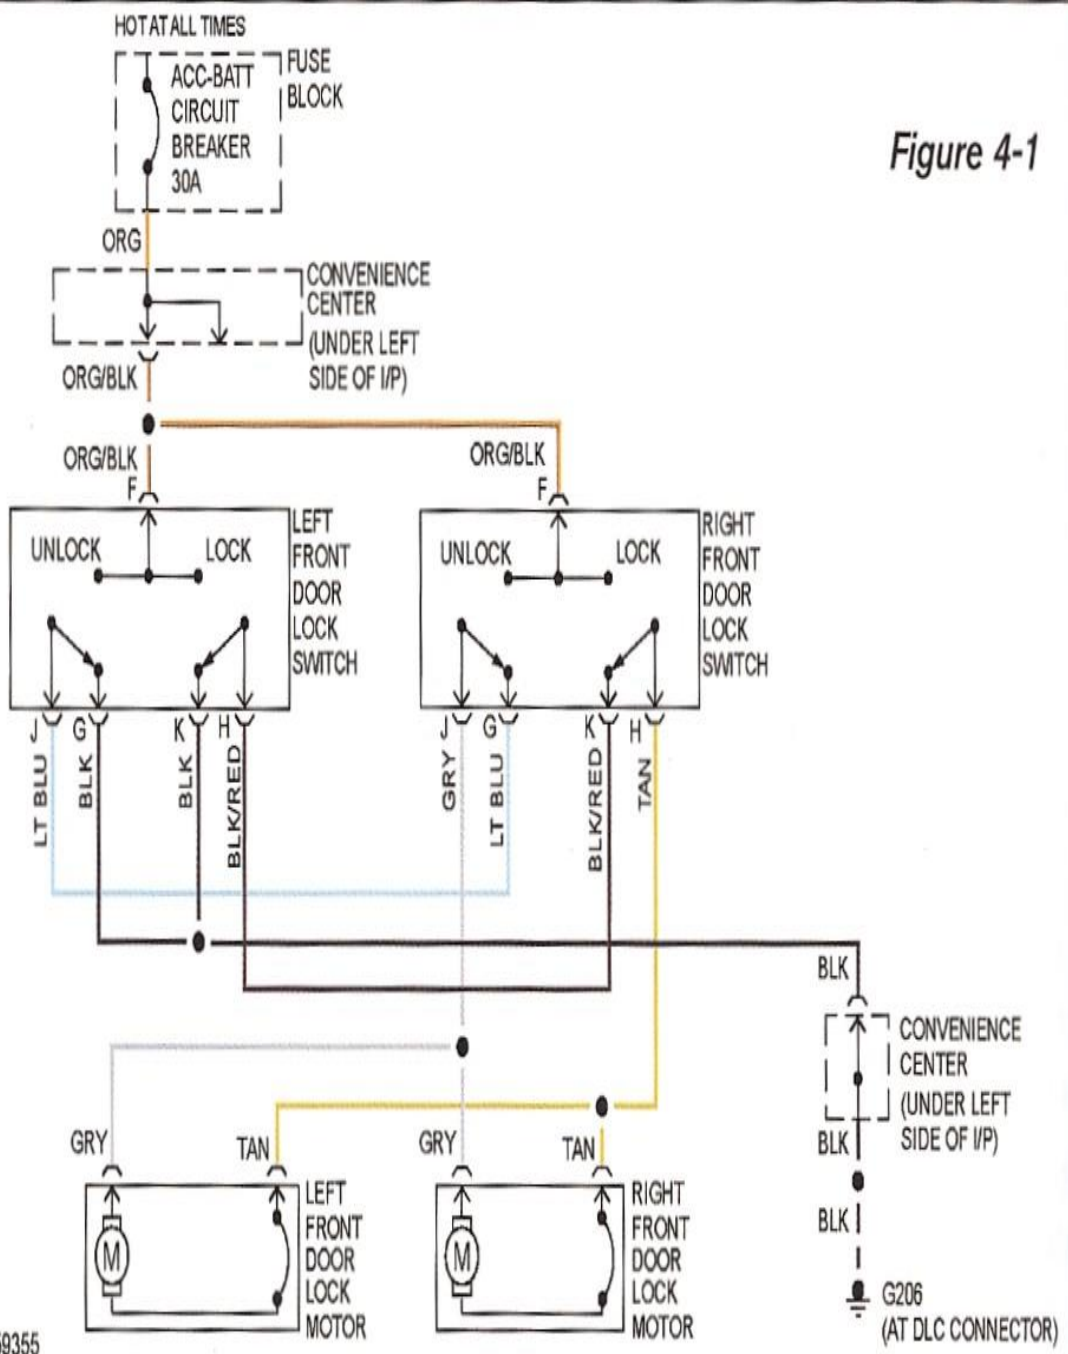 HOT AT ALL TIMES
ACC-BATT
CIRCUIT
BREAKER
30A
FUSE
BLOCK
Figure 4-1
ORG
CONVENIENCE
CENTER
(UNDER LEFT
SIDE OF I/P)
ORG/BLK
ORG/BLK
F
ORG/BLK
F
UNLOCK
LOCK
LEFT
FRONT
DOOR
LOCK
SWITCH
UNLOCK
LOCK
RIGHT
FRONT
DOOR
LOCK
SWITCH
J
G
K
H
J
G
K
H
LT BLU
BLK
BLK
BLK/RED
GRY
LT BLU
BLK/RED
TAN
BLK
CONVENIENCE
CENTER
(UNDER LEFT
SIDE OF I/P)
BLK
BLK
G206
(AT DLC CONNECTOR)
GRY
TAN
GRY
TAN
M
LEFT
FRONT
DOOR
LOCK
MOTOR
M
RIGHT
FRONT
DOOR
LOCK
MOTOR